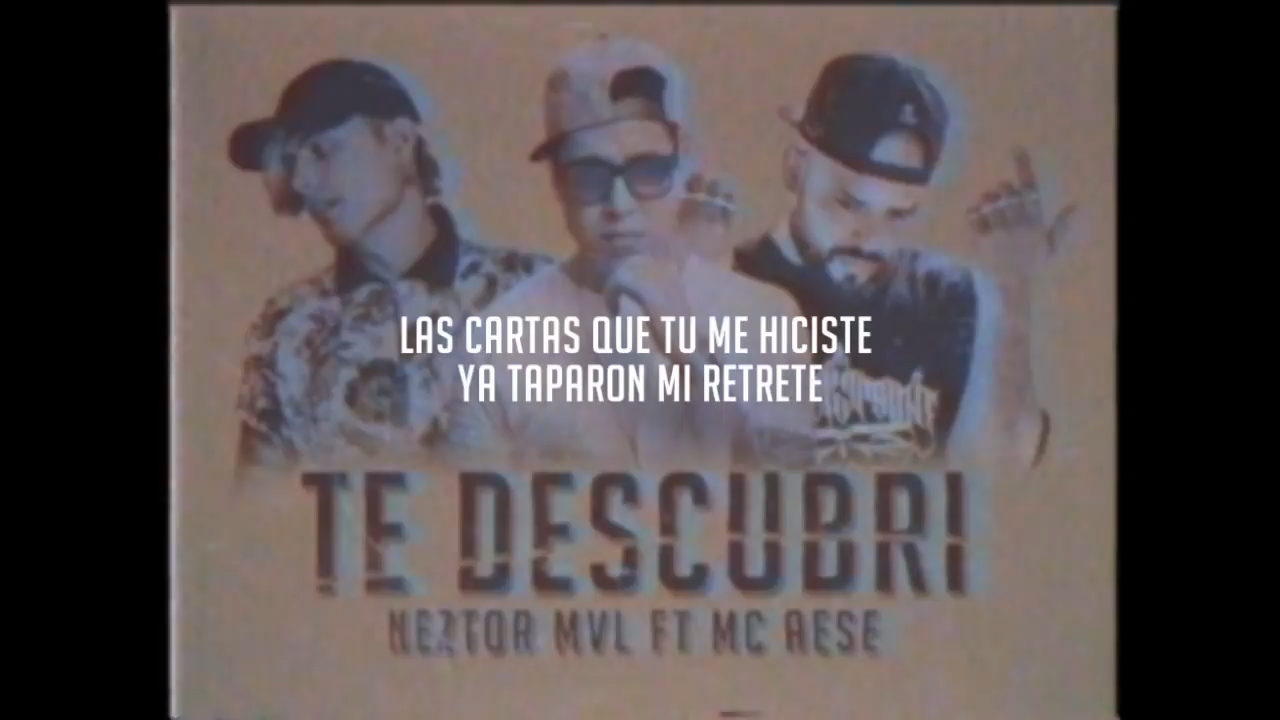 LAS CARTAS QUE TU ME HICISTE
YA TAPARON MI RETRETE
TE DESCUBRI
NEZTOR MVL FT MC AESE